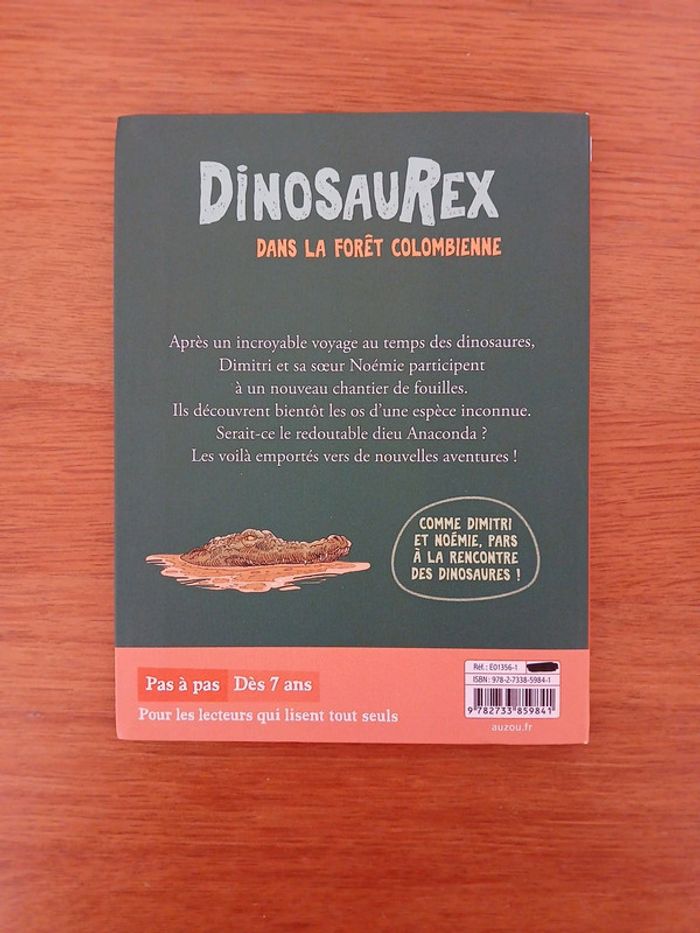 DINOSAUREX
DANS LA FORÊT COLOMBIENNE
Après un incroyable voyage au temps des dinosaures,
Dimitri et sa sœur Noémie participent
à un nouveau chantier de fouilles.
Ils découvrent bientôt les os d'une espèce inconnue.
Serait-ce le redoutable dieu Anaconda ?
Les voilà emportés vers de nouvelles aventures !
COMME DIMITRI
ET NOÉMIE, PARS
À LA RENCONTRE
DES DINOSAURES !
Pas à pas Dès 7 ans
Pour les lecteurs qui lisent tout seuls
Réf. : E01356-1
ISBN : 978-2-7338-5984-1
9 782733 859841
auzou.fr